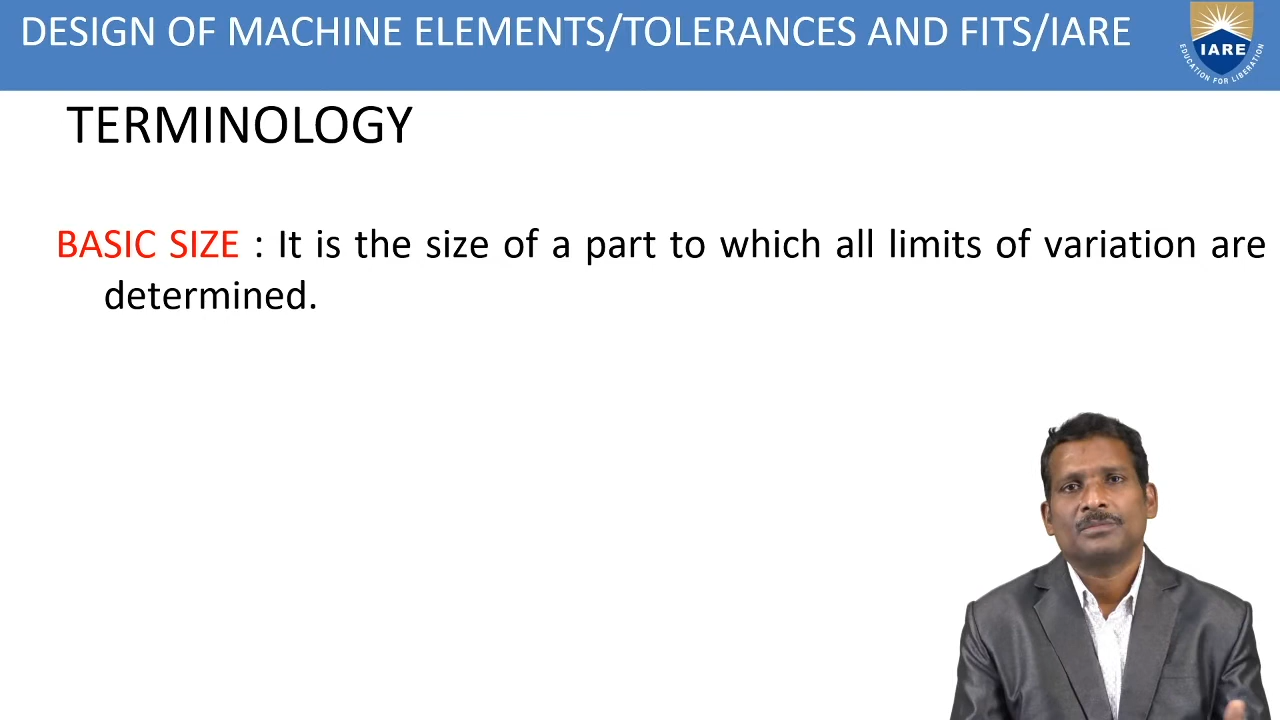 DESIGN OF MACHINE ELEMENTS/TOLERANCES AND FITS/IARE
IARE
EDUCATION FOR LIBERATION
TERMINOLOGY
BASIC SIZE : It is the size of a part to which all limits of variation are
determined.